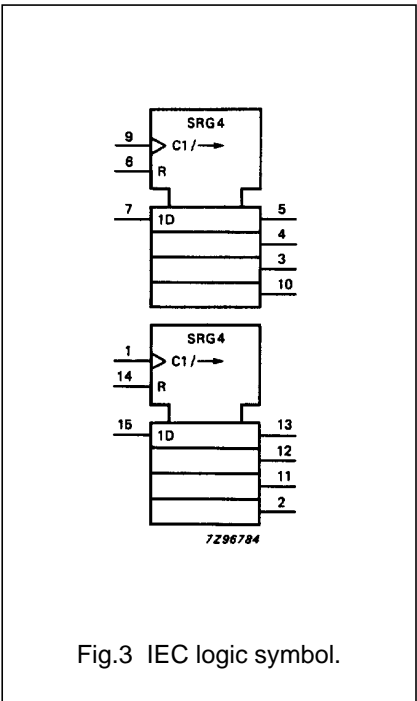 SRG4
9 C1/→
6 R
7 1D 5
4
3
10
SRG4
1 C1/→
14 R
15 1D 13
12
11
2
7Z96784
Fig.3 IEC logic symbol.